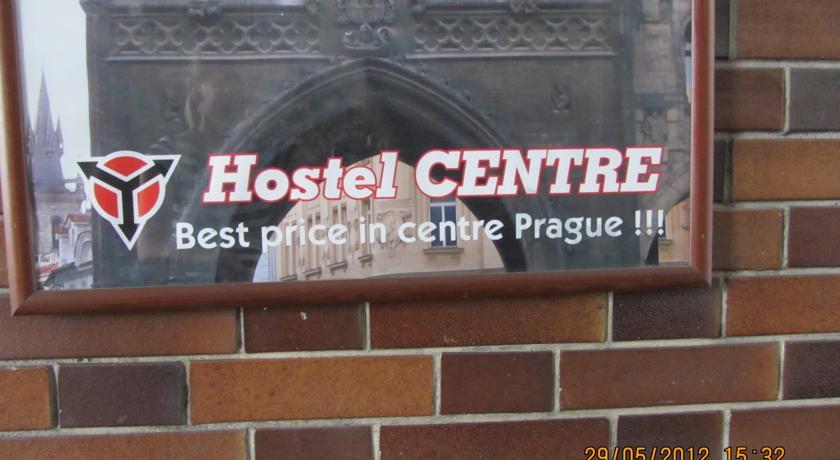 Hostel CENTRE
Best price in centre Prague !!!
29/05/2012 15:32